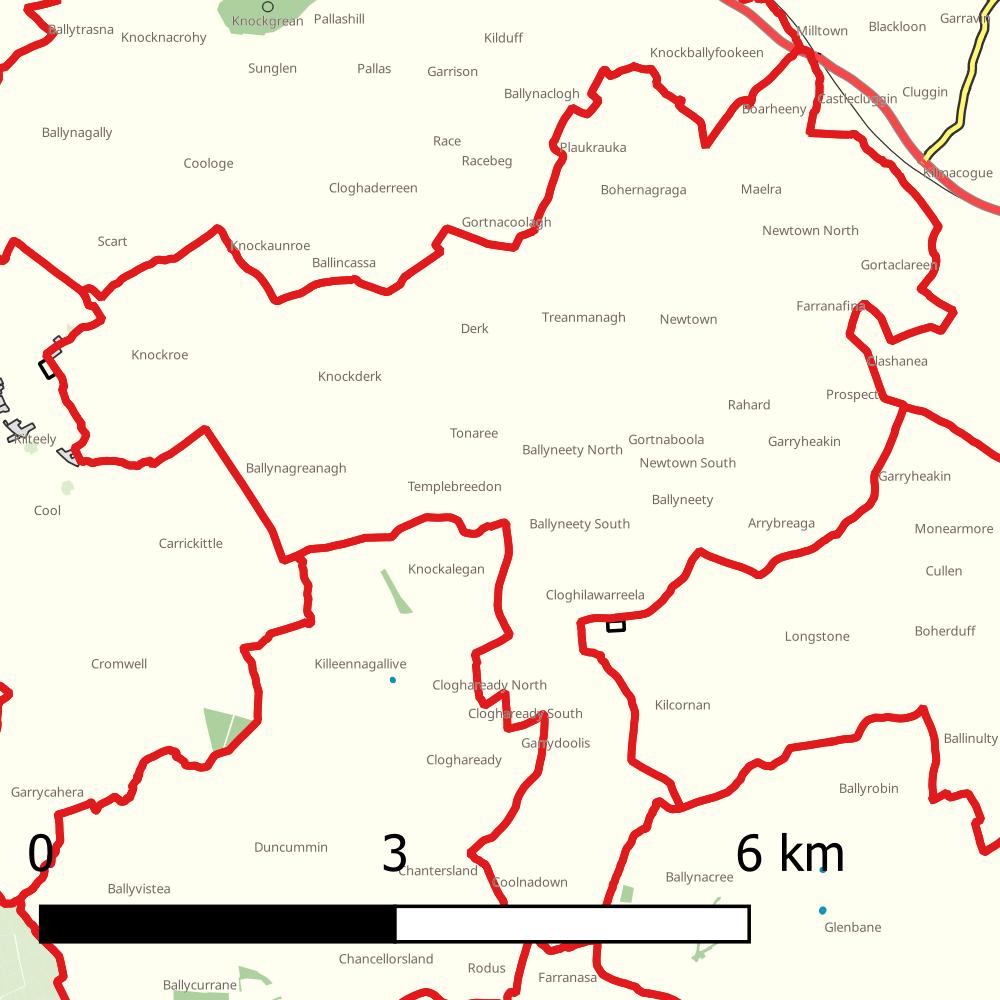 Knockgrean
Pallashill
Garravin
Ballytrasna
Knocknacrohy
Kilduff
Milltown
Blackloon
Knockballyfookeen
Sunglen
Pallas
Garrison
Ballynaclogh
Castlecluggin
Cluggin
Boarheeny
Ballynagally
Race
Plaukrauka
Coologe
Racebeg
Kilmacogue
Cloghaderreen
Bohernagraga
Maelra
Gortnacoolagh
Newtown North
Scart
Knockaunroe
Ballincassa
Gortaclareen
Farranafina
Derk
Treanmanagh
Newtown
Knockroe
Clashanea
Knockderk
Prospect
Rahard
Kilteely
Tonaree
Gortnaboola
Garryheakin
Ballyneety North
Newtown South
Ballynagreanagh
Garryheakin
Templebreedon
Ballyneety
Cool
Ballyneety South
Arrybreaga
Monearmore
Carrickittle
Knockalegan
Cullen
Cloghilawarreela
Longstone
Boherduff
Cromwell
Killeennagallive
Cloghaready North
Kilcornan
Cloghaready South
Garrydoolis
Ballinulty
Cloghaready
Garrycahera
Ballyrobin
Duncummin
0 3 6 km
Chantersland
Coolnadown
Ballynacree
Ballyvistea
Glenbane
Chancellorsland
Rodus
Farranasa
Ballycurrane